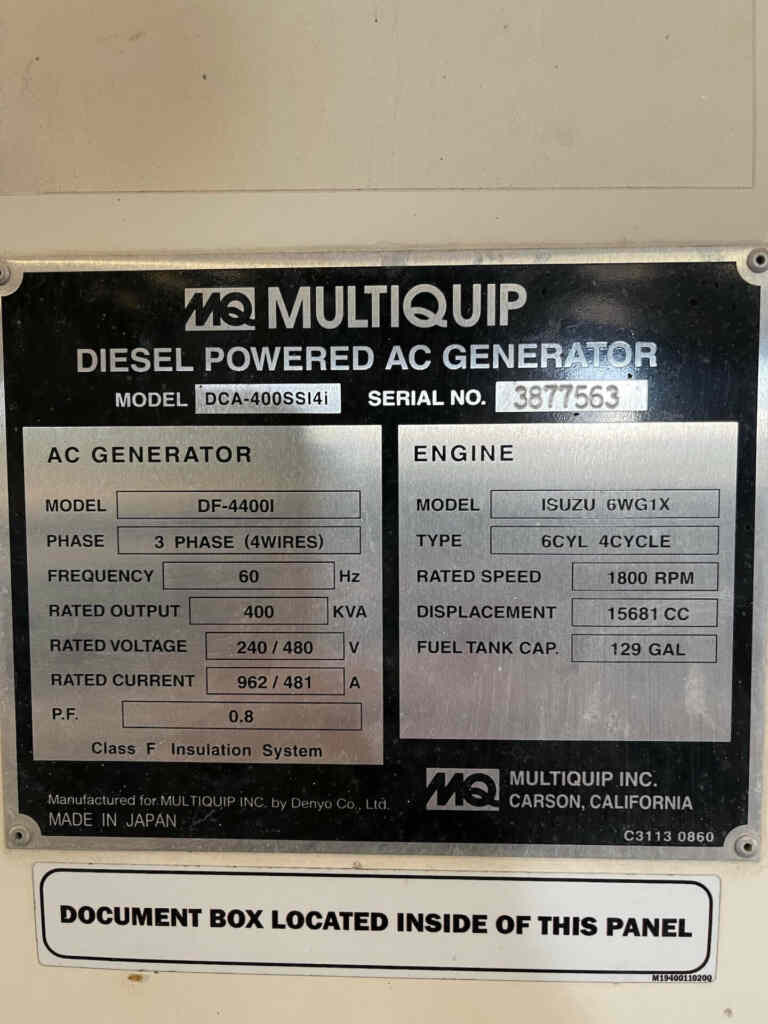 MQ MULTIQUIP
DIESEL POWERED AC GENERATOR
MODEL DCA-400SSI4i SERIAL NO. 3877563
AC GENERATOR
MODEL DF-4400I
PHASE 3 PHASE (4WIRES)
FREQUENCY 60 Hz
RATED OUTPUT 400 KVA
RATED VOLTAGE 240 / 480 V
RATED CURRENT 962 / 481 A
P.F. 0.8
Class F Insulation System
ENGINE
MODEL ISUZU 6WG1X
TYPE 6CYL 4CYCLE
RATED SPEED 1800 RPM
DISPLACEMENT 15681 CC
FUEL TANK CAP. 129 GAL
Manufactured for MULTIQUIP INC. by Denyo Co., Ltd.
MADE IN JAPAN
MQ MULTIQUIP INC.
CARSON, CALIFORNIA
C3113 0860
DOCUMENT BOX LOCATED INSIDE OF THIS PANEL
M19400110200